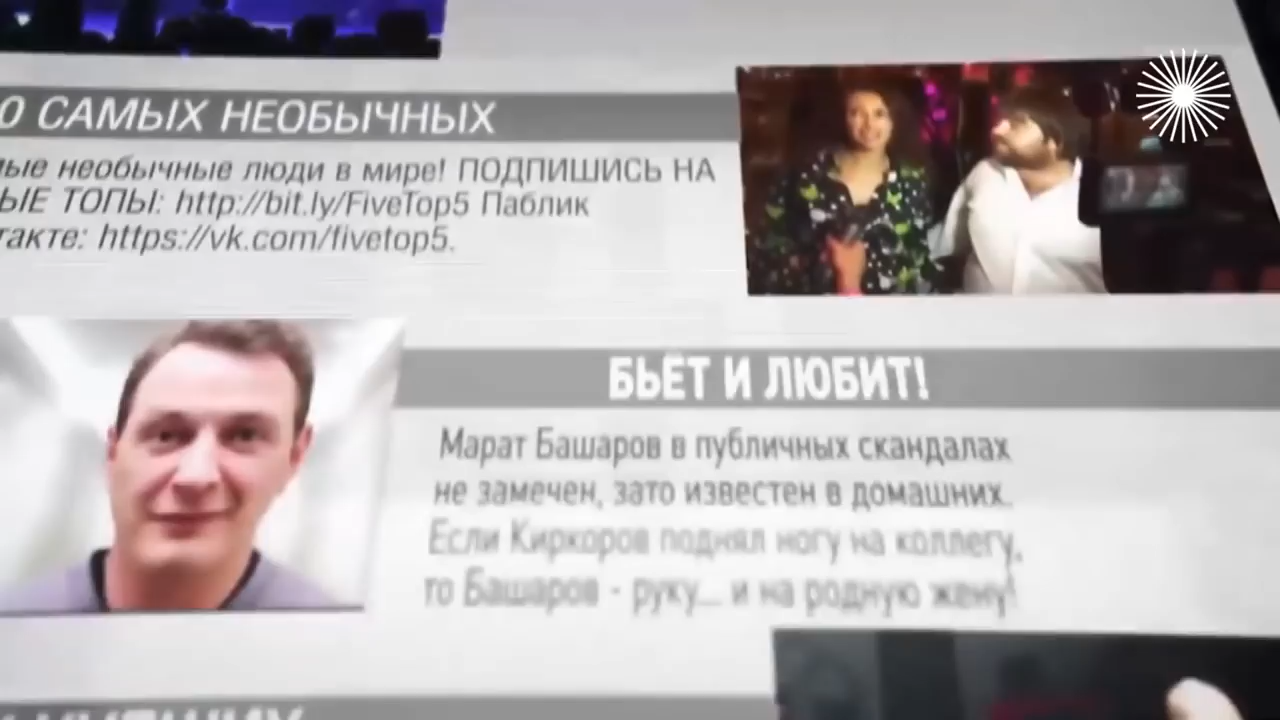 0 САМЫХ НЕОБЫЧНЫХ
мые необычные люди в мире! ПОДПИШИСЬ НА
ЫЕ ТОПЫ: http://bit.ly/FiveTop5 Паблик
такте: https://vk.com/fivetop5.
БЬЁТ И ЛЮБИТ!
Марат Башаров в публичных скандалах
не замечен, зато известен в домашних.
Если Киркоров поднял ногу на коллегу,
то Башаров - руку... и на родную жену!